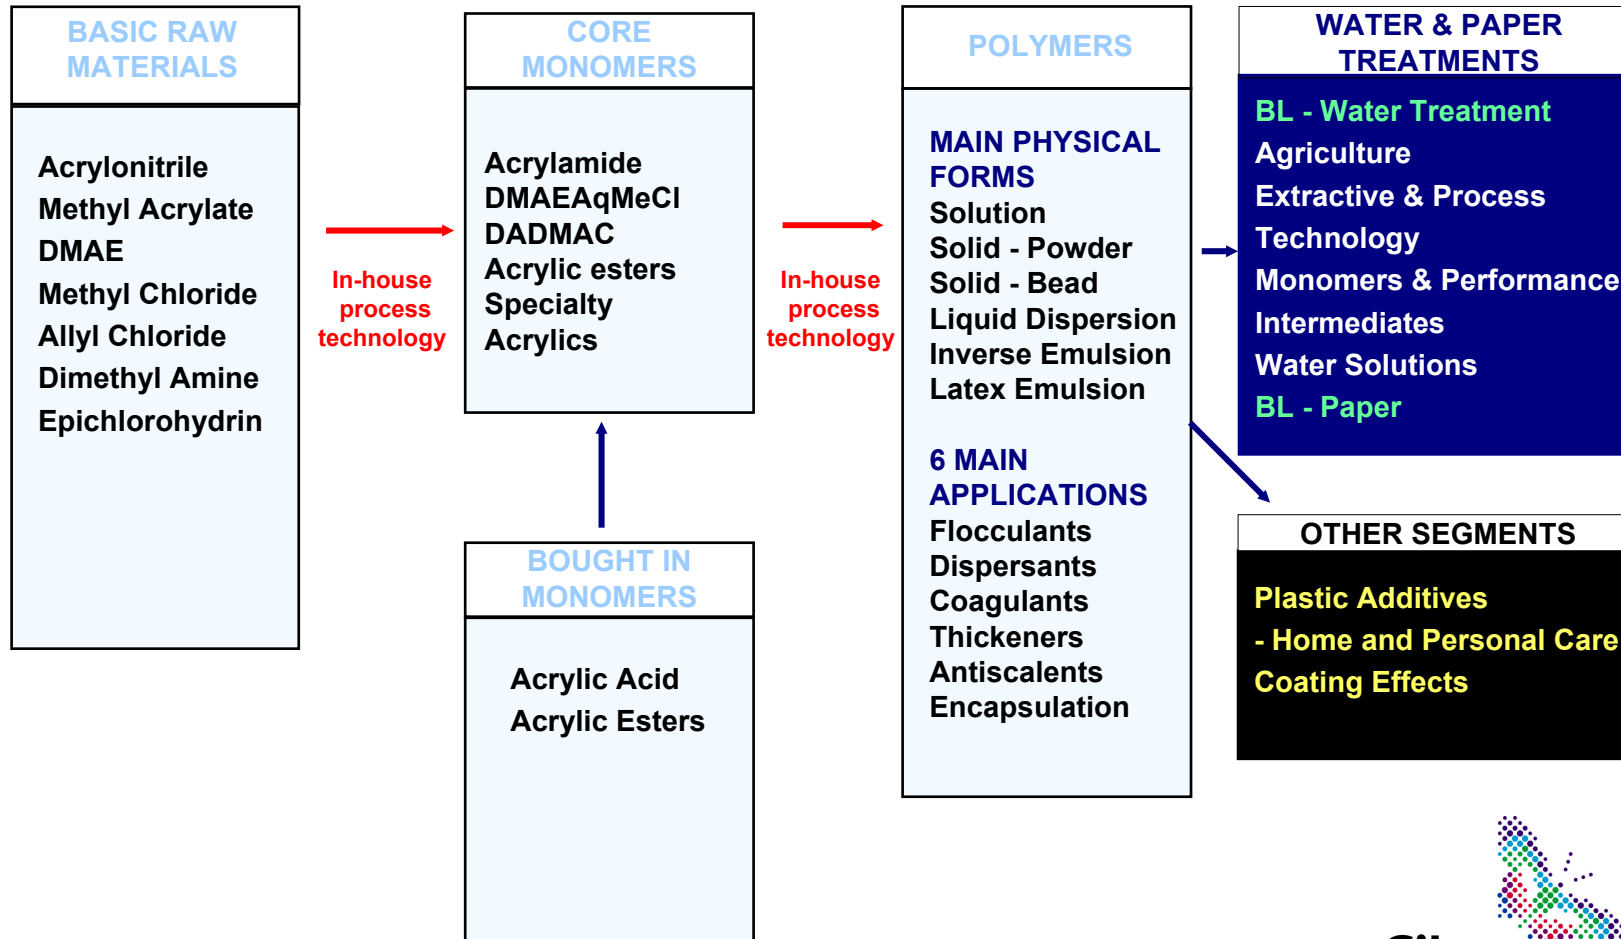 BASIC RAW
MATERIALS
Acrylonitrile
Methyl Acrylate
DMAE
Methyl Chloride
Allyl Chloride
Dimethyl Amine
Epichlorohydrin
In-house
process
technology
CORE
MONOMERS
Acrylamide
DMAEAqMeCl
DADMAC
Acrylic esters
Specialty
Acrylics
BOUGHT IN
MONOMERS
Acrylic Acid
Acrylic Esters
In-house
process
technology
POLYMERS
MAIN PHYSICAL
FORMS
Solution
Solid - Powder
Solid - Bead
Liquid Dispersion
Inverse Emulsion
Latex Emulsion
6 MAIN
APPLICATIONS
Flocculants
Dispersants
Coagulants
Thickeners
Antiscalents
Encapsulation
WATER & PAPER
TREATMENTS
BL - Water Treatment
Agriculture
Extractive & Process
Technology
Monomers & Performance
Intermediates
Water Solutions
BL - Paper
OTHER SEGMENTS
Plastic Additives
- Home and Personal Care
Coating Effects